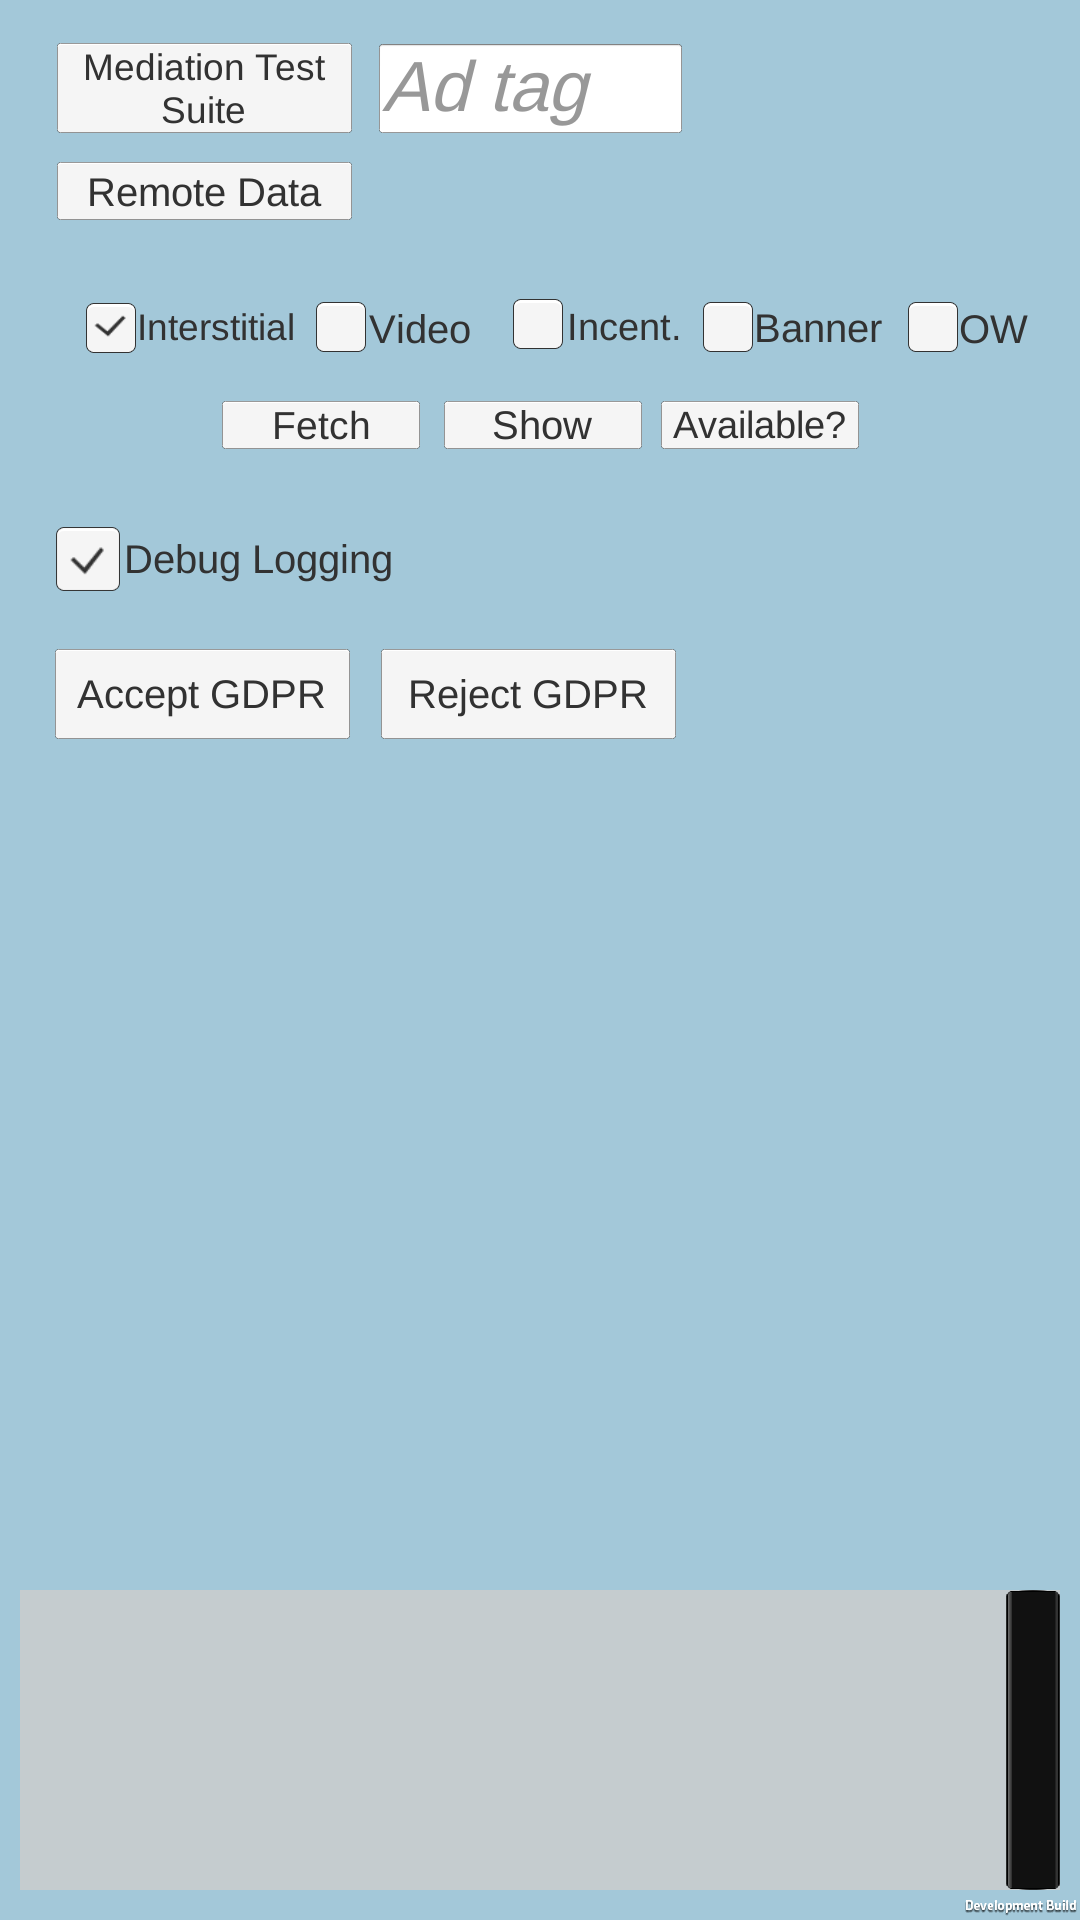 Mediation Test
Suite
Ad tag
Remote Data
Interstitial Video Incent. Banner OW
Fetch Show Available?
Debug Logging
Accept GDPR Reject GDPR
Development Build